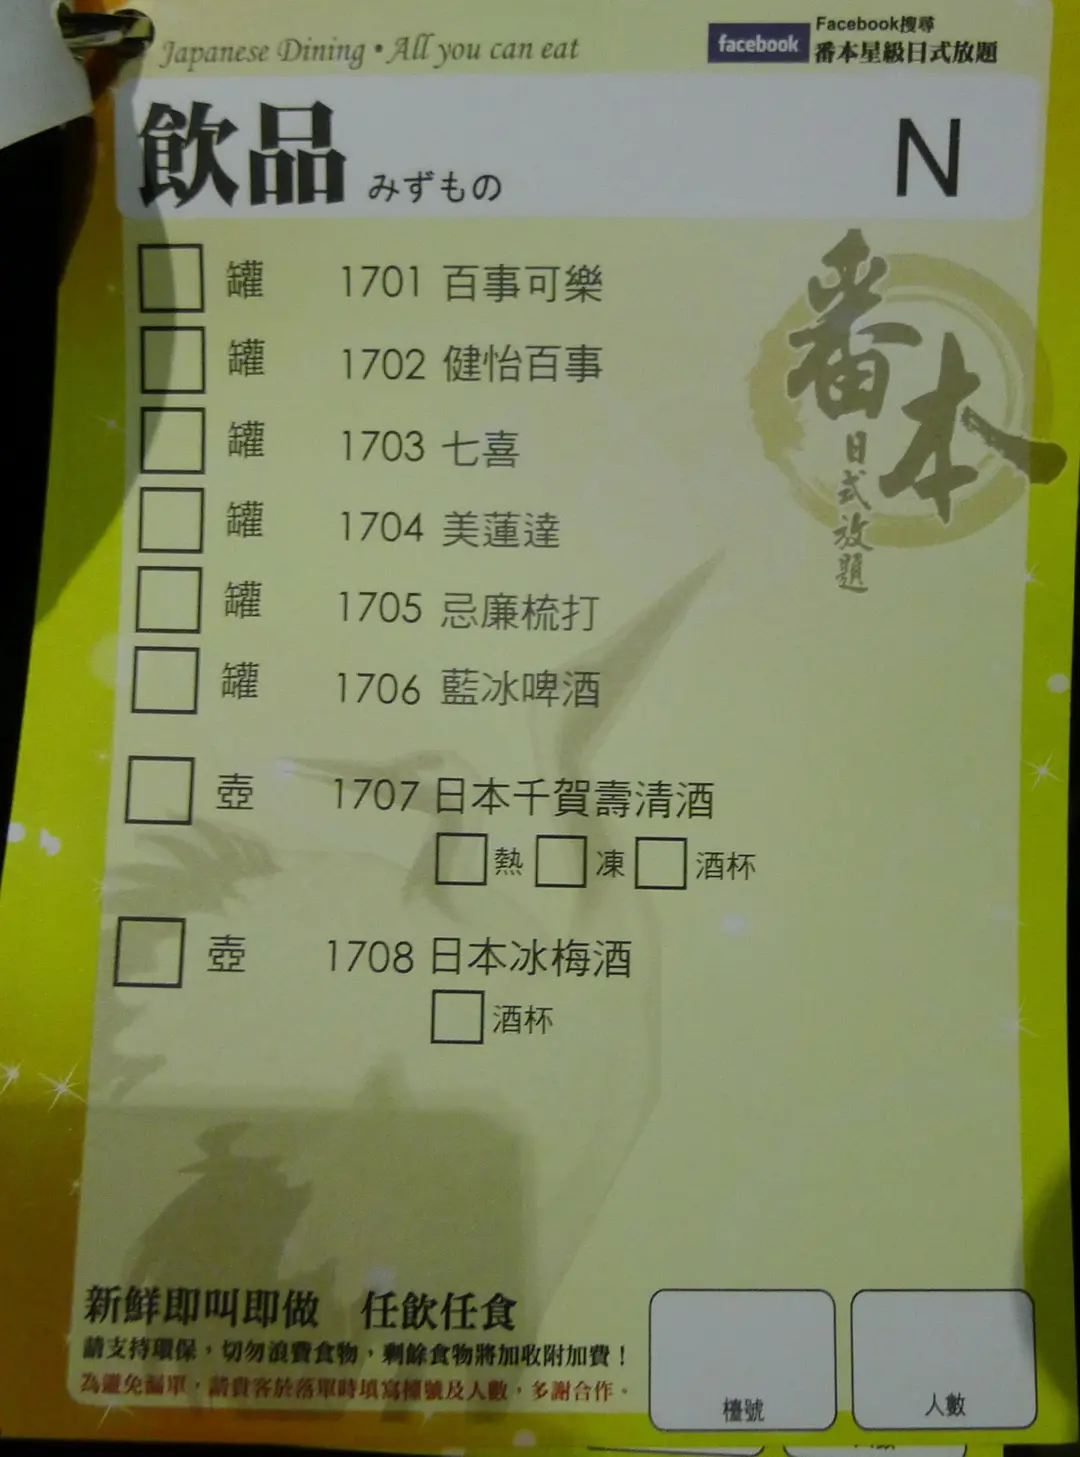 Japanese Dining • All you can eat
facebook
Facebook搜尋
番本星級日式放題
飲品 みずもの
N
罐 1701 百事可樂
罐 1702 健怡百事
罐 1703 七喜
罐 1704 美蓮達
罐 1705 忌廉梳打
罐 1706 藍冰啤酒
壺 1707 日本千賀壽清酒
熱 凍 酒杯
壺 1708 日本冰梅酒
酒杯
番本
日式放題
新鮮即叫即做 任飲任食
請支持環保，切勿浪費食物，剩餘食物將加收附加費！
為避免漏單，請貴客於落單時填寫檯號及人數，多謝合作。
檯號
人數